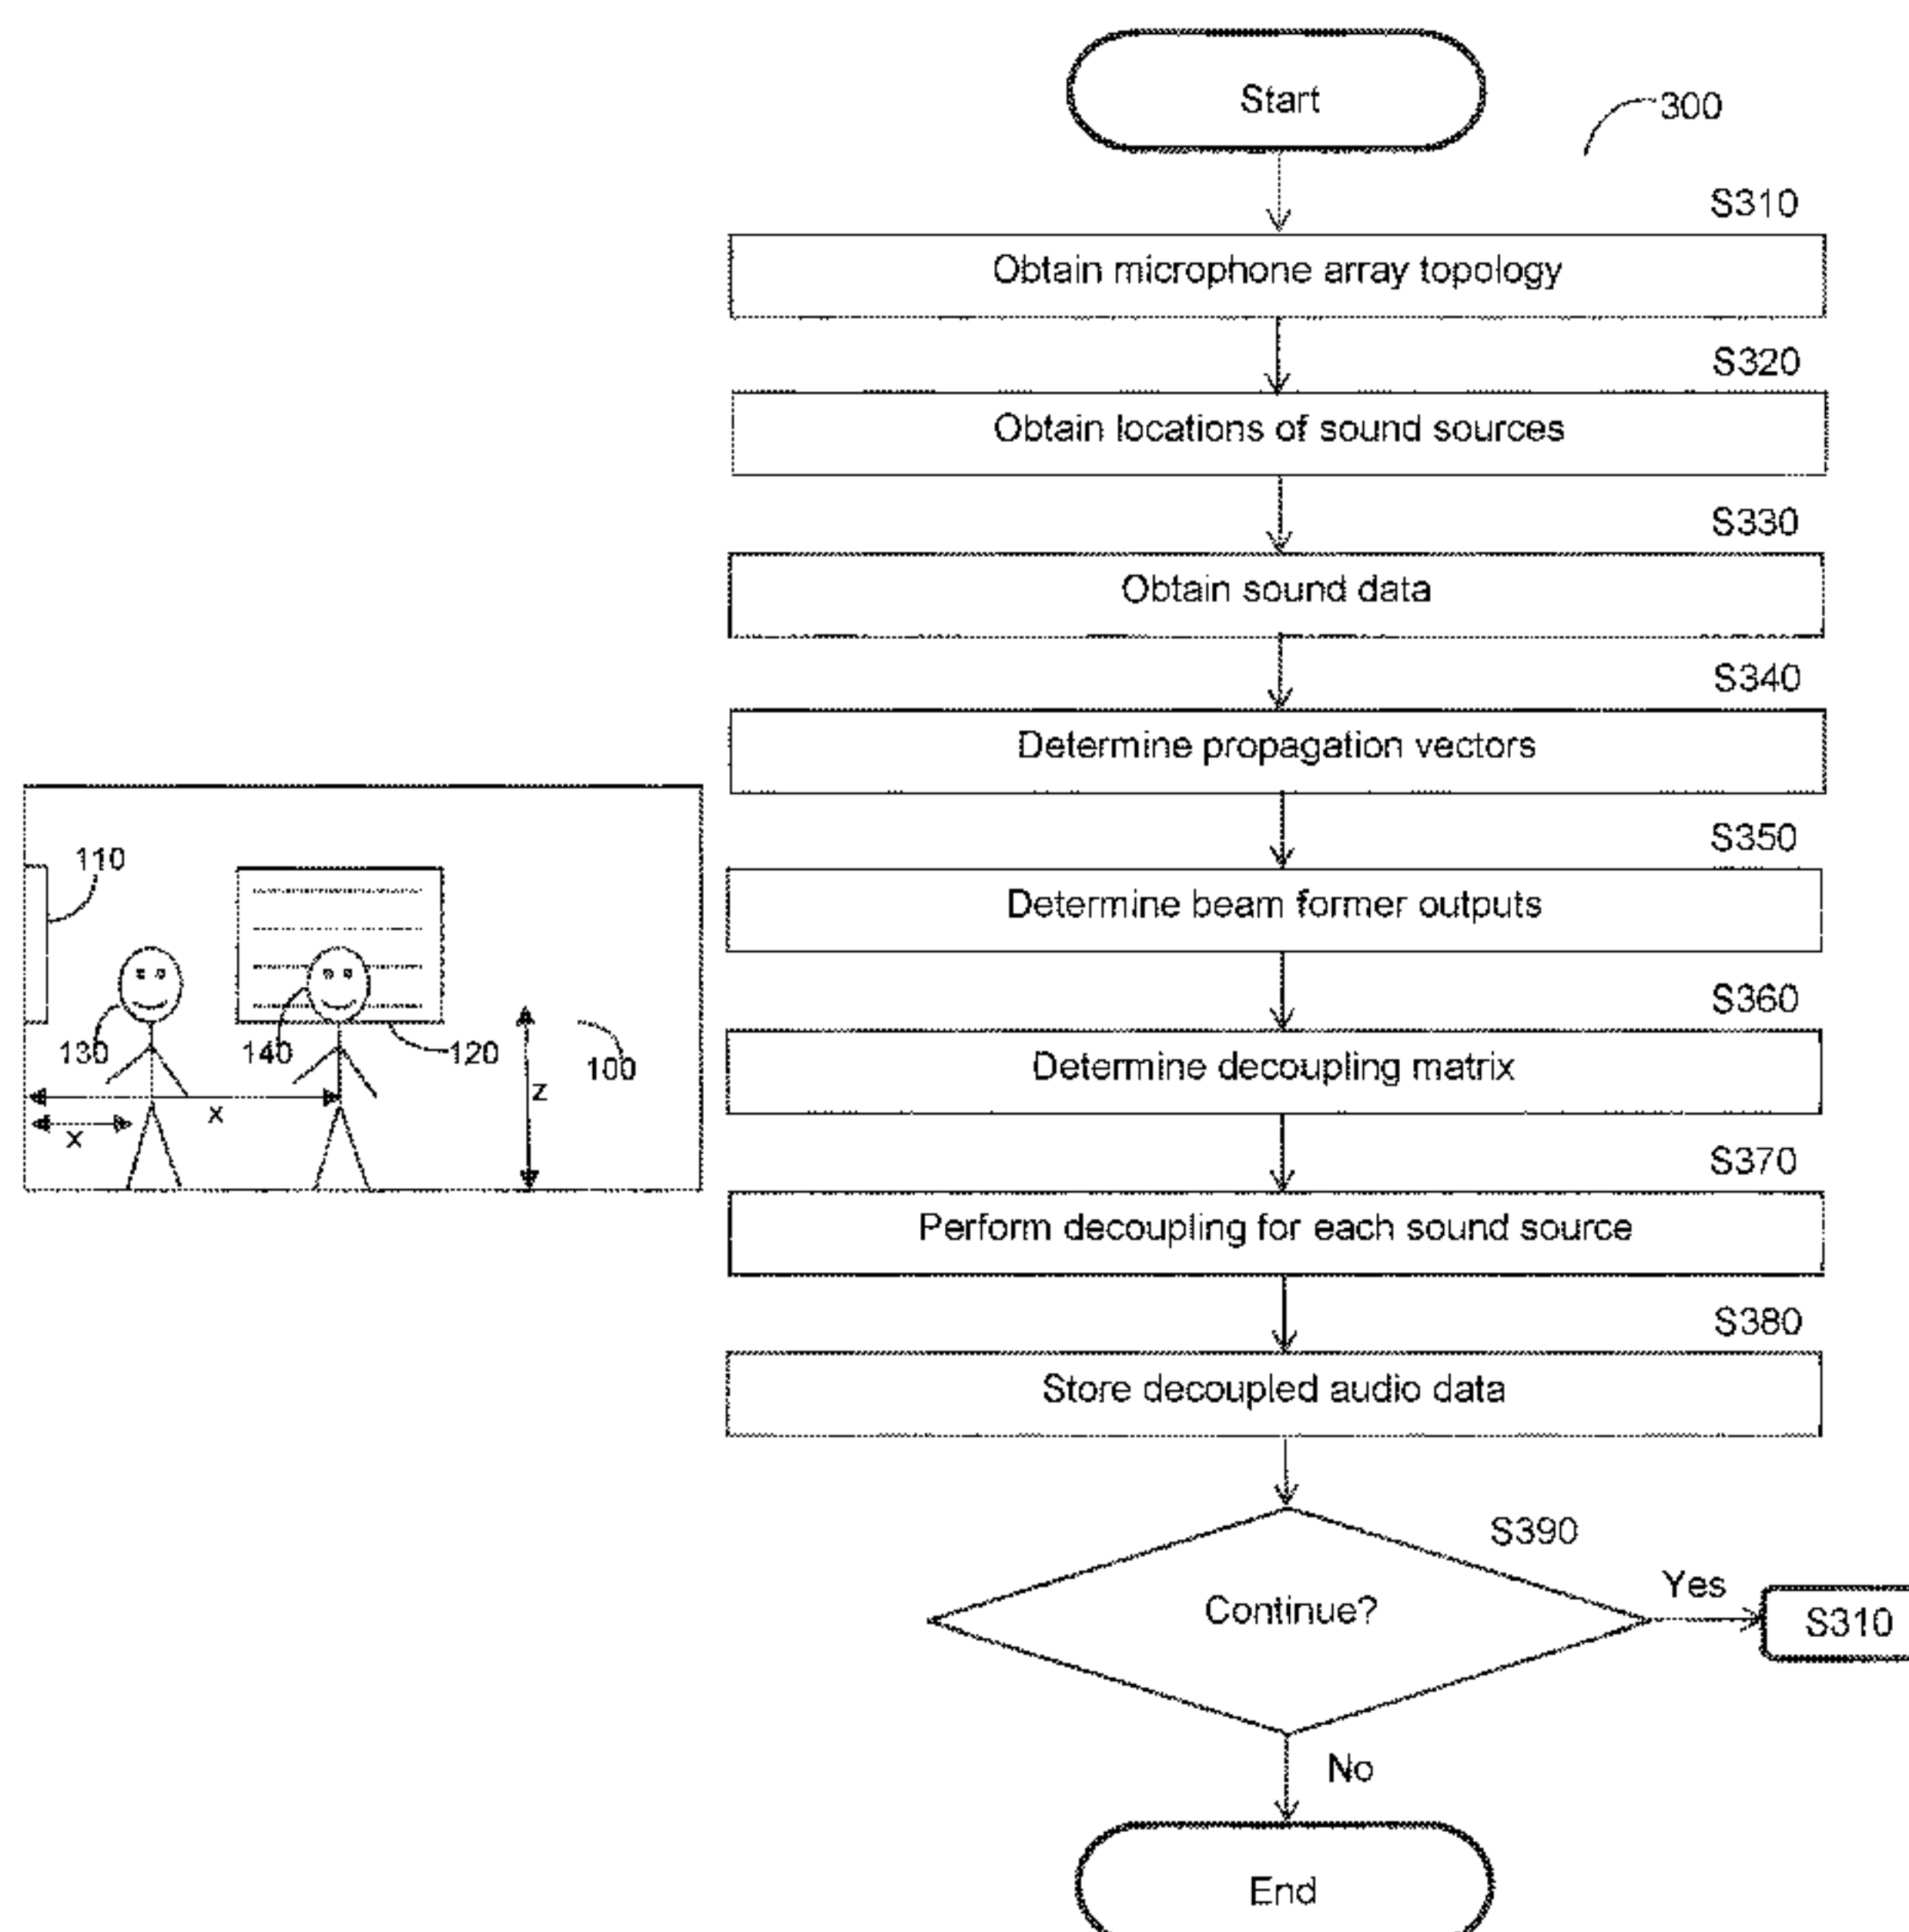 Start
300
S310
Obtain microphone array topology
S320
Obtain locations of sound sources
S330
Obtain sound data
S340
Determine propagation vectors
S350
Determine beam former outputs
S360
Determine decoupling matrix
S370
Perform decoupling for each sound source
S380
Store decoupled audio data
S390
Continue?
Yes
S310
No
End
110
130
140
120
100
x
x
z